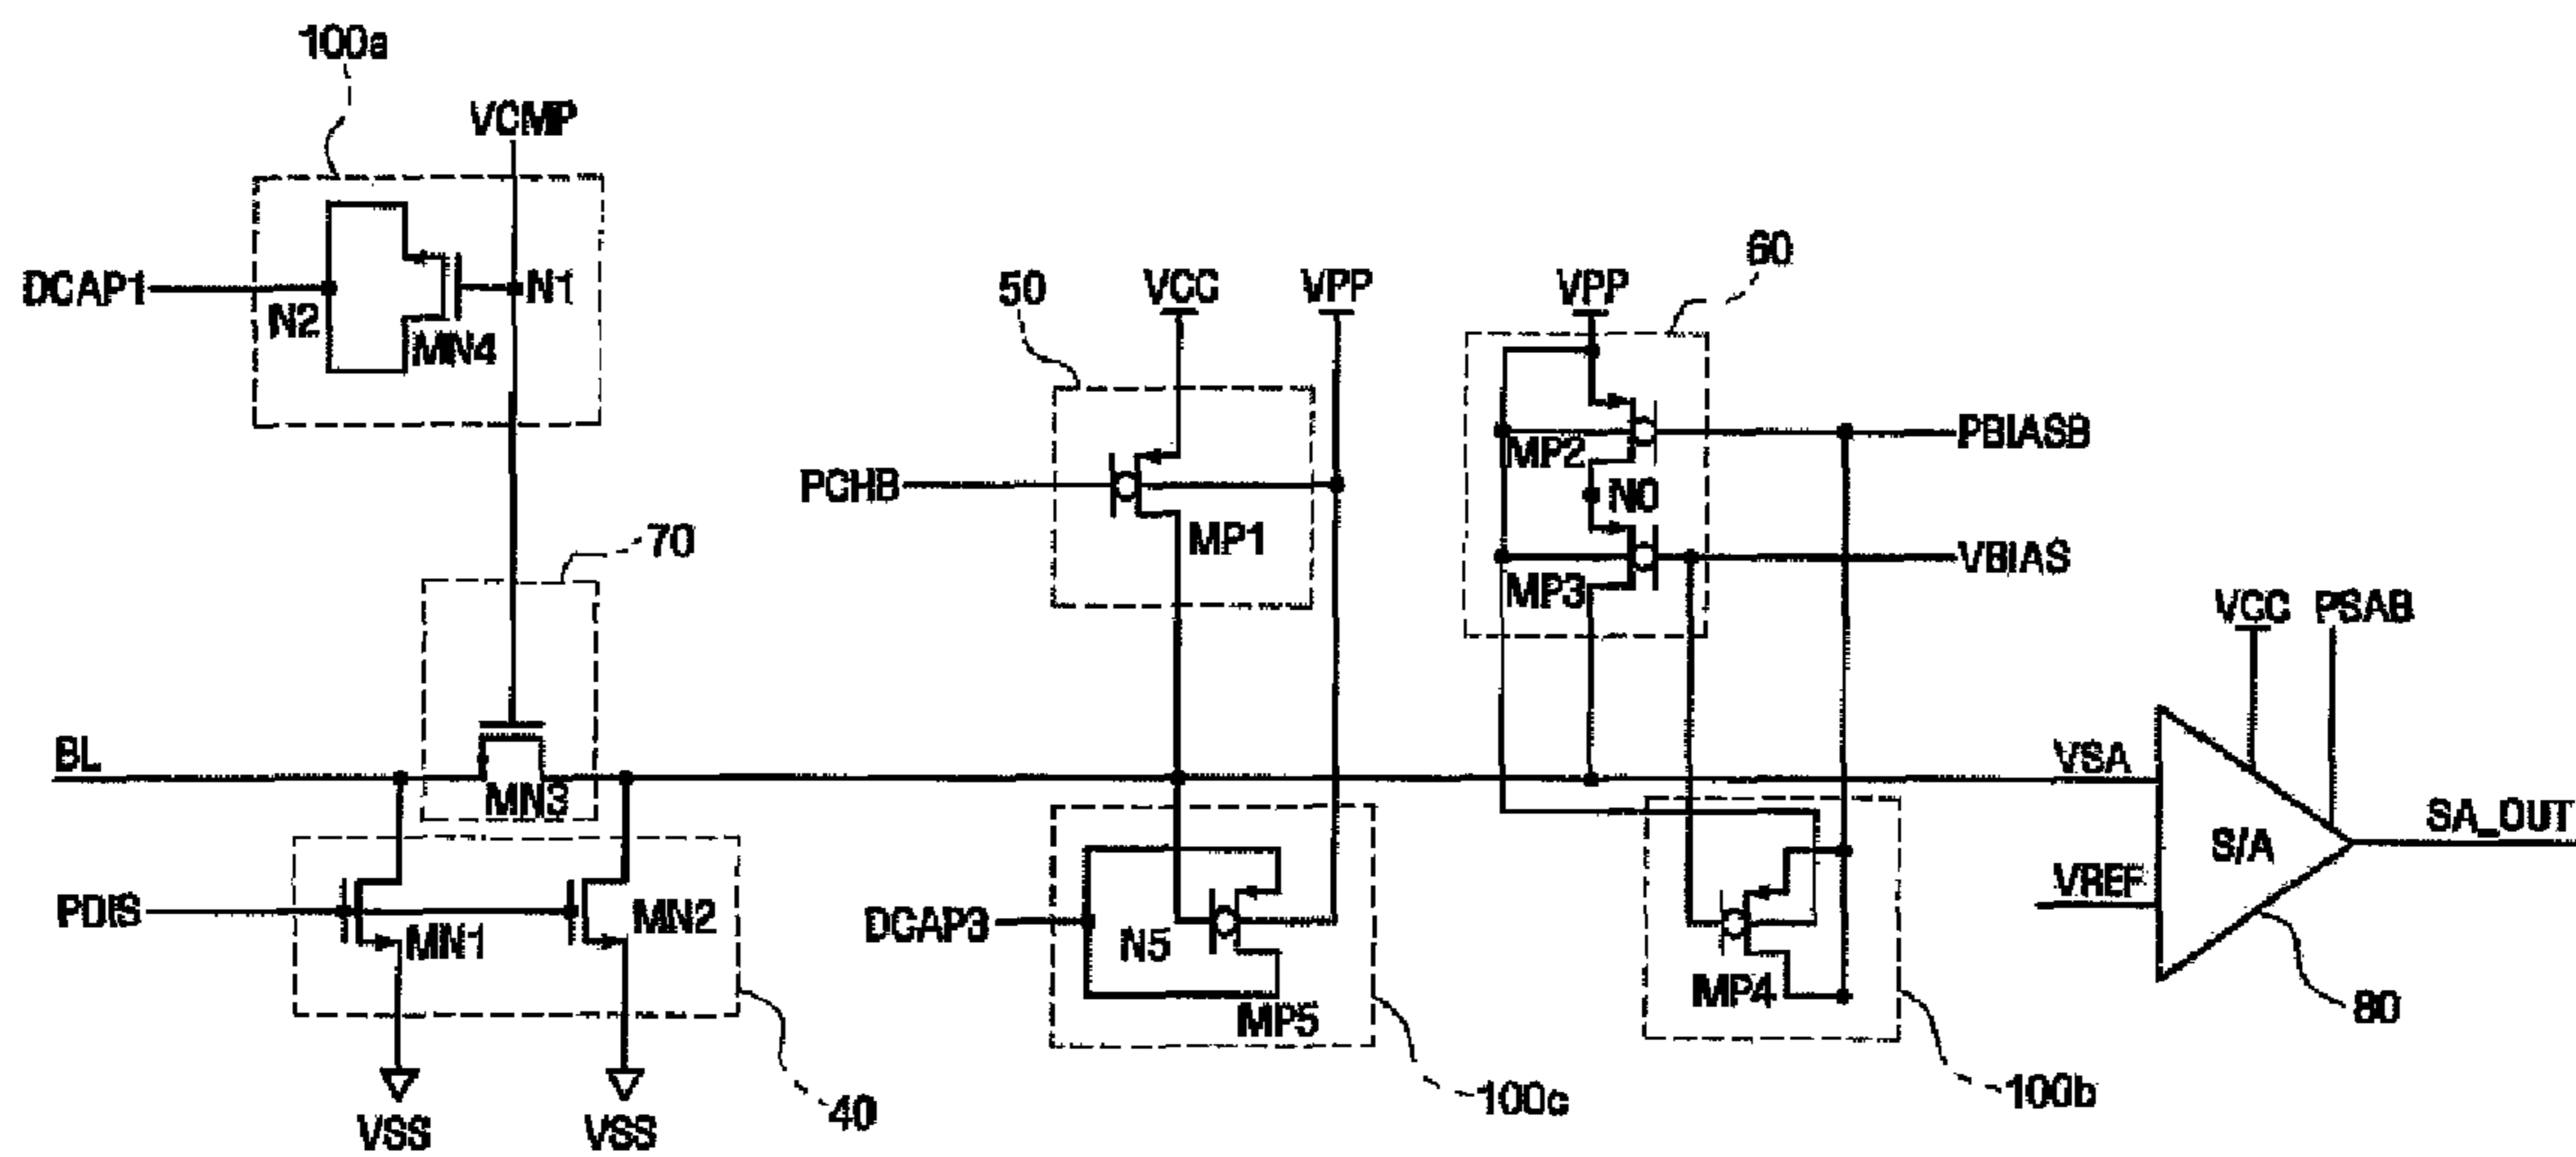 100a
VCMP
DCAP1
N2
MN4
N1
60
50
VCC
VPP
VPP
PBIASB
MP2
N0
PCHB
MP1
70
VBIAS
MP3
VCC
PSAB
BL
MN3
VSA
SA_OUT
S/A
VREF
PDIS
MN1
MN2
DCAP3
N5
MP5
MP4
80
100c
100b
40
VSS
VSS